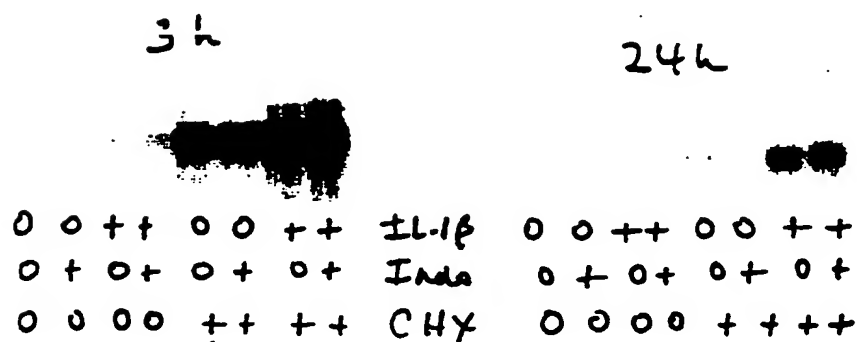 3h 24h
0 0 + + 0 0 + + IL-1β 0 0 + + 0 0 + +
0 + 0 + 0 + 0 + Indo 0 + 0 + 0 + 0 +
0 0 0 0 + + + + CHX 0 0 0 0 + + + +